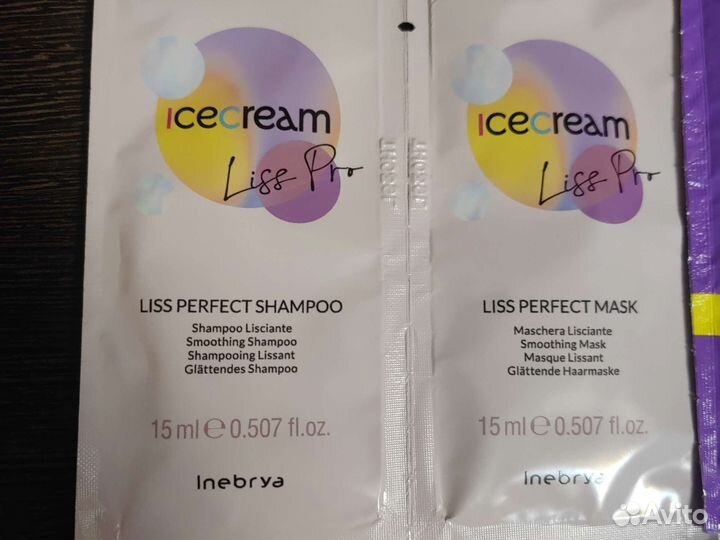 ICECream
Liss Pro
LISS PERFECT SHAMPOO
Shampoo Lisciante
Smoothing Shampoo
Shampooing Lissant
Glättendes Shampoo
15 ml ℮ 0.507 fl.oz.
Inebrya
ICECream
Liss Pro
LISS PERFECT MASK
Maschera Lisciante
Smoothing Mask
Masque Lissant
Glättende Haarmaske
15 ml ℮ 0.507 fl.oz.
Inebrya
Avito